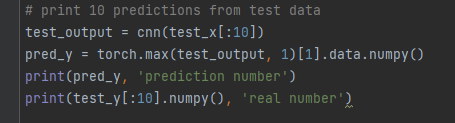 # print 10 predictions from test data
test_output = cnn(test_x[:10])
pred_y = torch.max(test_output, 1)[1].data.numpy()
print(pred_y, 'prediction number')
print(test_y[:10].numpy(), 'real number')